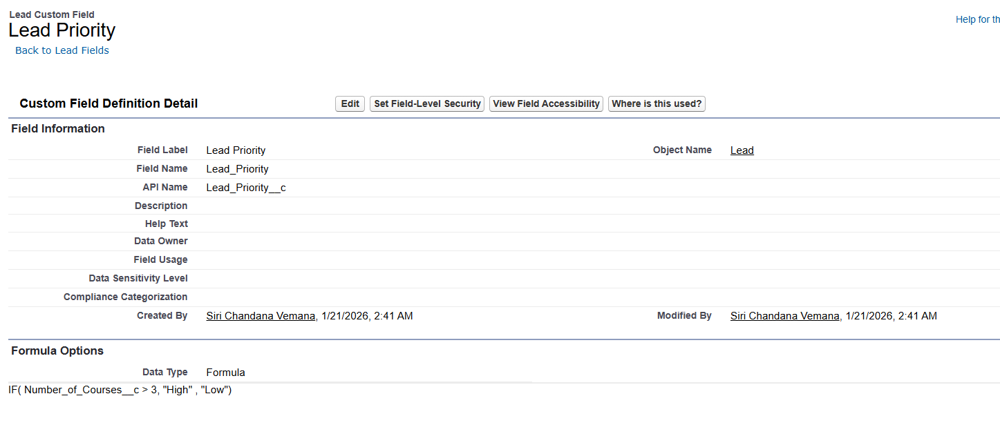 Lead Custom Field
Lead Priority
Help for th
Back to Lead Fields
Custom Field Definition Detail
Edit
Set Field-Level Security
View Field Accessibility
Where is this used?
Field Information
Field Label Lead Priority Object Name Lead
Field Name Lead_Priority
API Name Lead_Priority__c
Description
Help Text
Data Owner
Field Usage
Data Sensitivity Level
Compliance Categorization
Created By Siri Chandana Vemana, 1/21/2026, 2:41 AM Modified By Siri Chandana Vemana, 1/21/2026, 2:41 AM
Formula Options
Data Type Formula
IF( Number_of_Courses__c > 3, "High" , "Low")